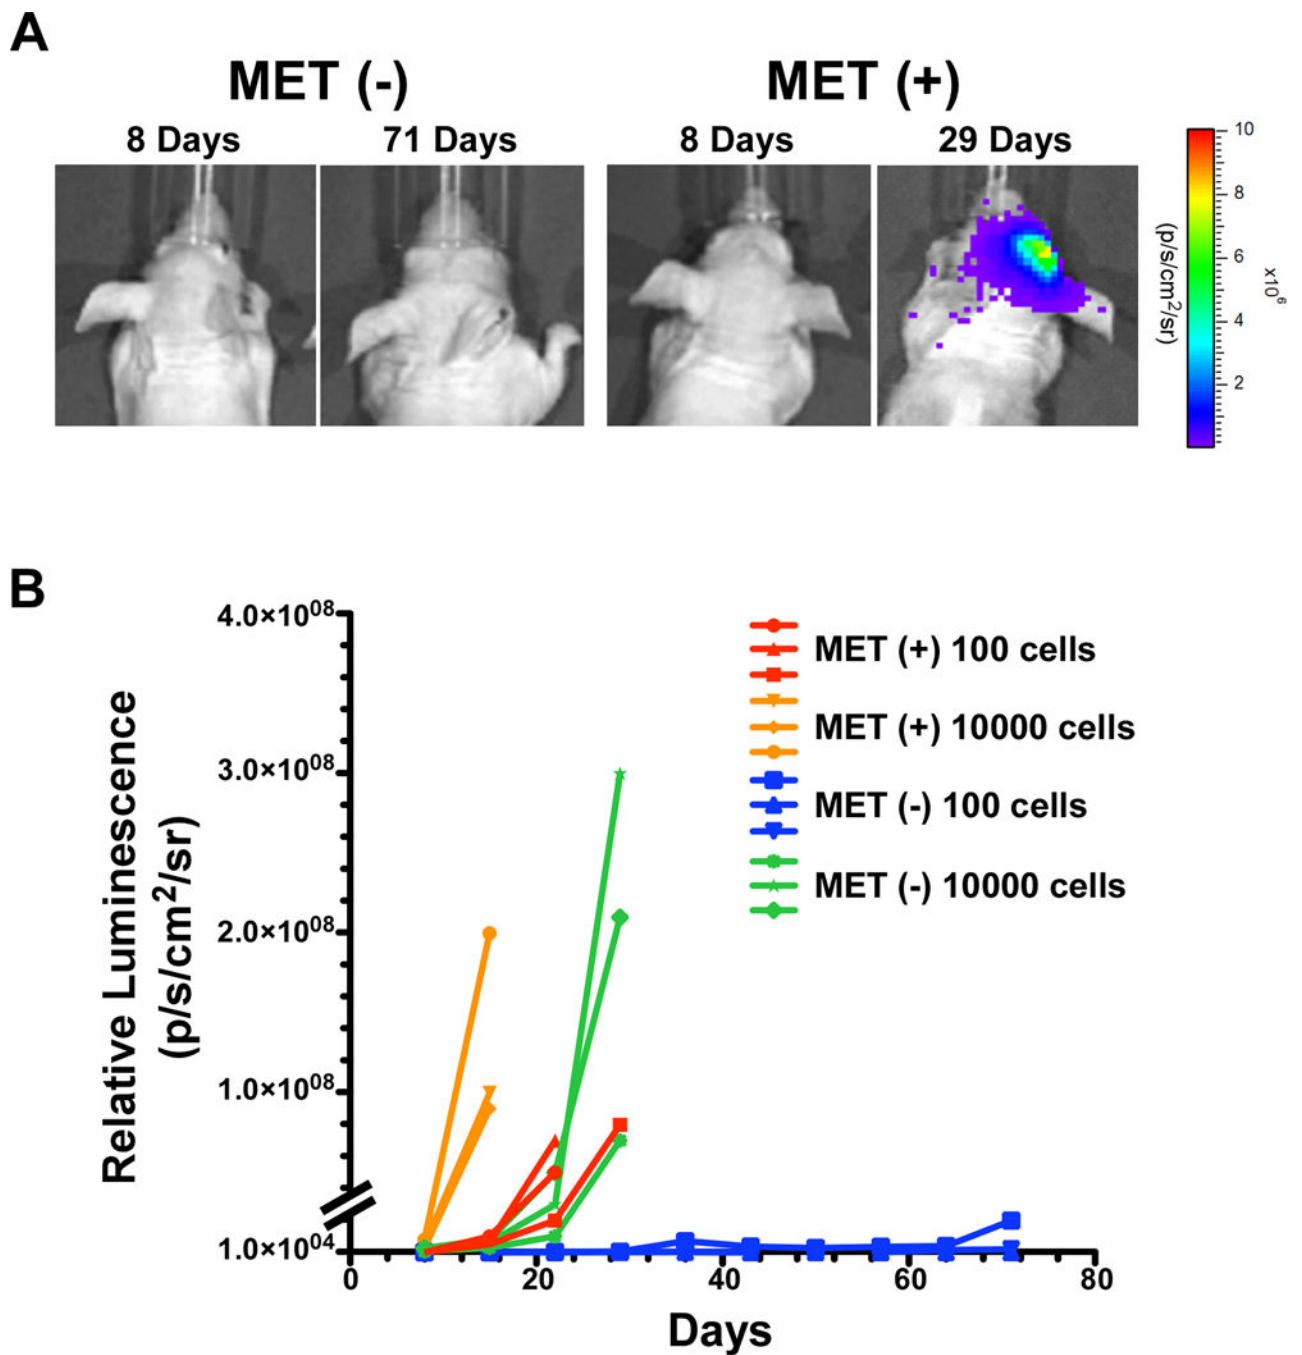 A
MET (-)
MET (+)
8 Days
71 Days
8 Days
29 Days
10
8
6
4
2
(p/s/cm²/sr)
x10⁶
B
4.0×10⁰⁸
3.0×10⁰⁸
2.0×10⁰⁸
1.0×10⁰⁸
1.0×10⁰⁴
Relative Luminescence
(p/s/cm²/sr)
MET (+) 100 cells
MET (+) 10000 cells
MET (-) 100 cells
MET (-) 10000 cells
0
20
40
60
80
Days